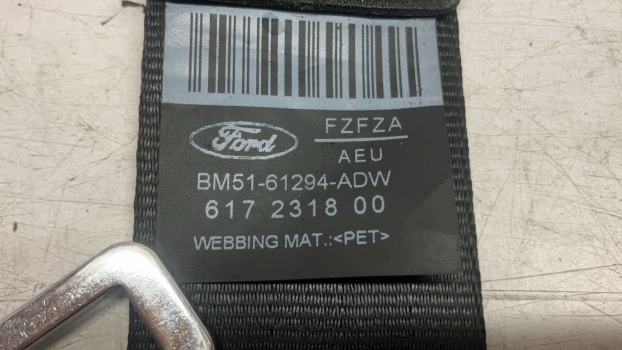 Ford
FZFZA
AEU
BM51-61294-ADW
617 2318 00
WEBBING MAT.:<PET>